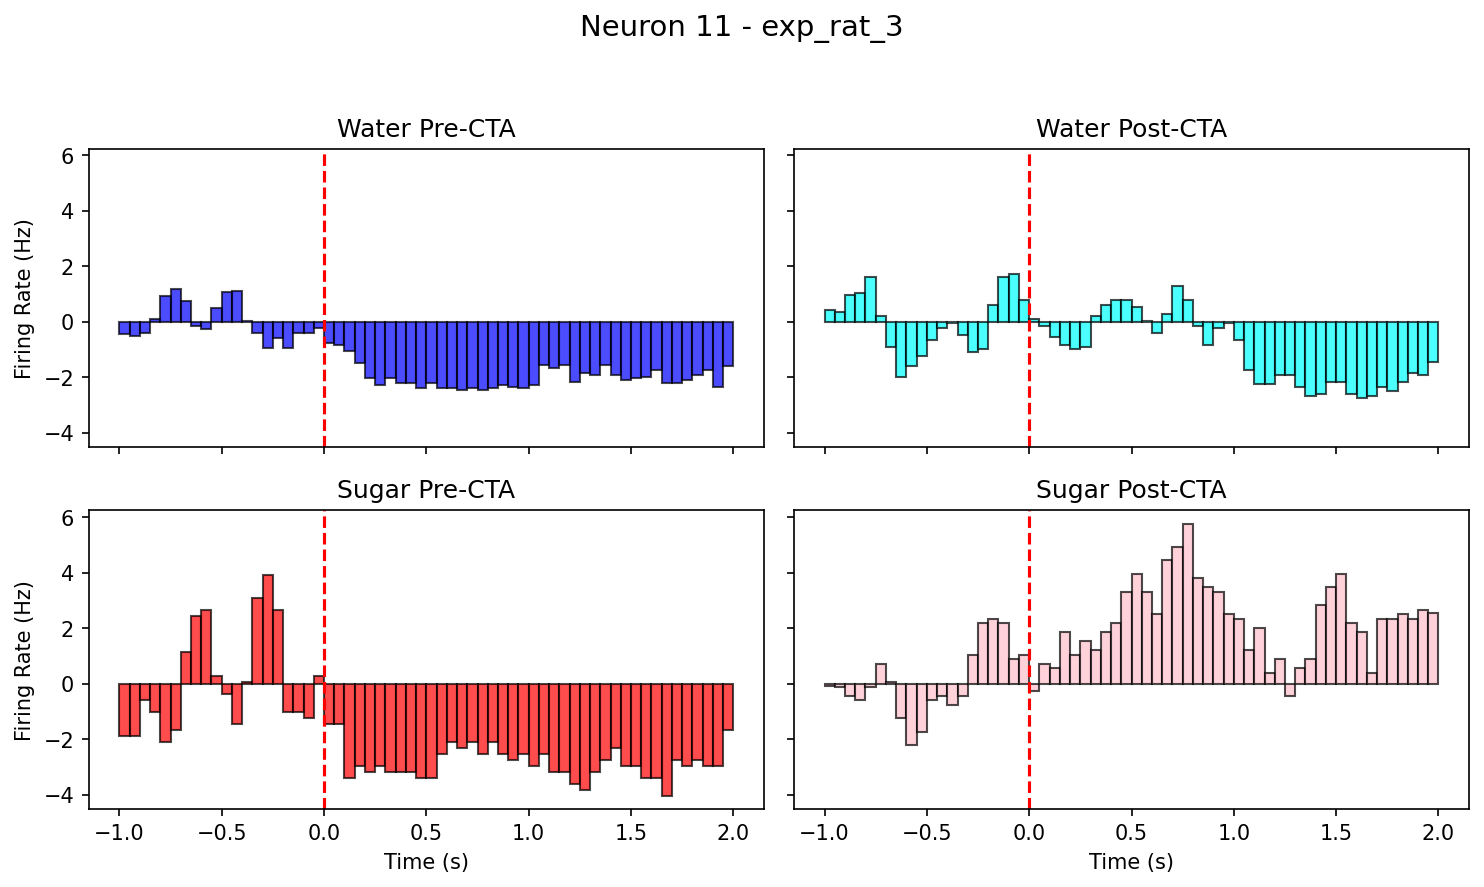 Neuron 11 - exp_rat_3
Water Pre-CTA
Water Post-CTA
Firing Rate (Hz)
6
4
2
0
−2
−4
Sugar Pre-CTA
Sugar Post-CTA
Firing Rate (Hz)
6
4
2
0
−2
−4
−1.0 −0.5 0.0 0.5 1.0 1.5 2.0
−1.0 −0.5 0.0 0.5 1.0 1.5 2.0
Time (s)
Time (s)